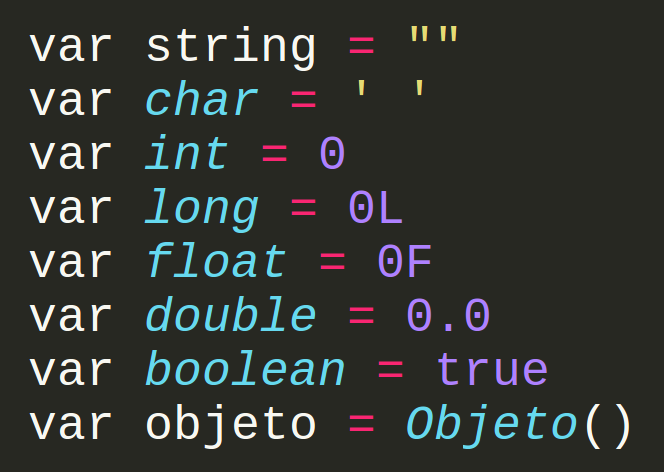 var string = ""
var char = ' '
var int = 0
var long = 0L
var float = 0F
var double = 0.0
var boolean = true
var objeto = Objeto()